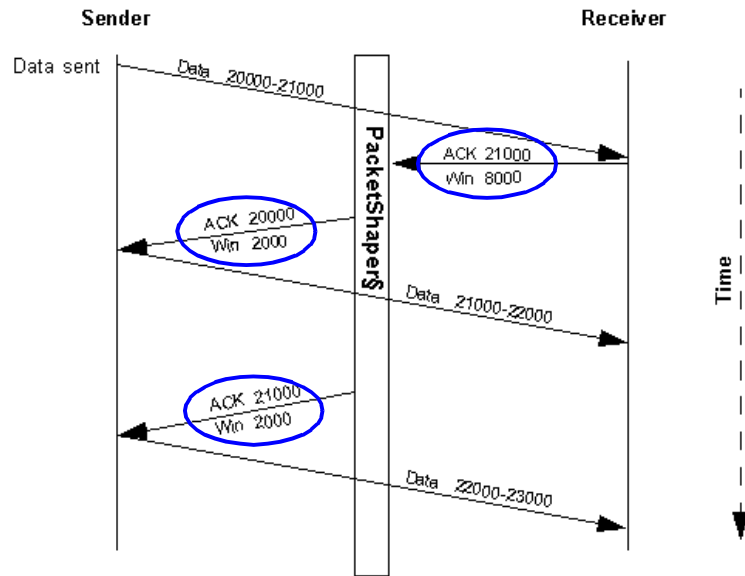 Sender
Receiver
Data sent
Data 20000-21000
PacketShaper§
ACK 21000
Win 8000
ACK 20000
Win 2000
Data 21000-22000
Time
ACK 21000
Win 2000
Data 22000-23000